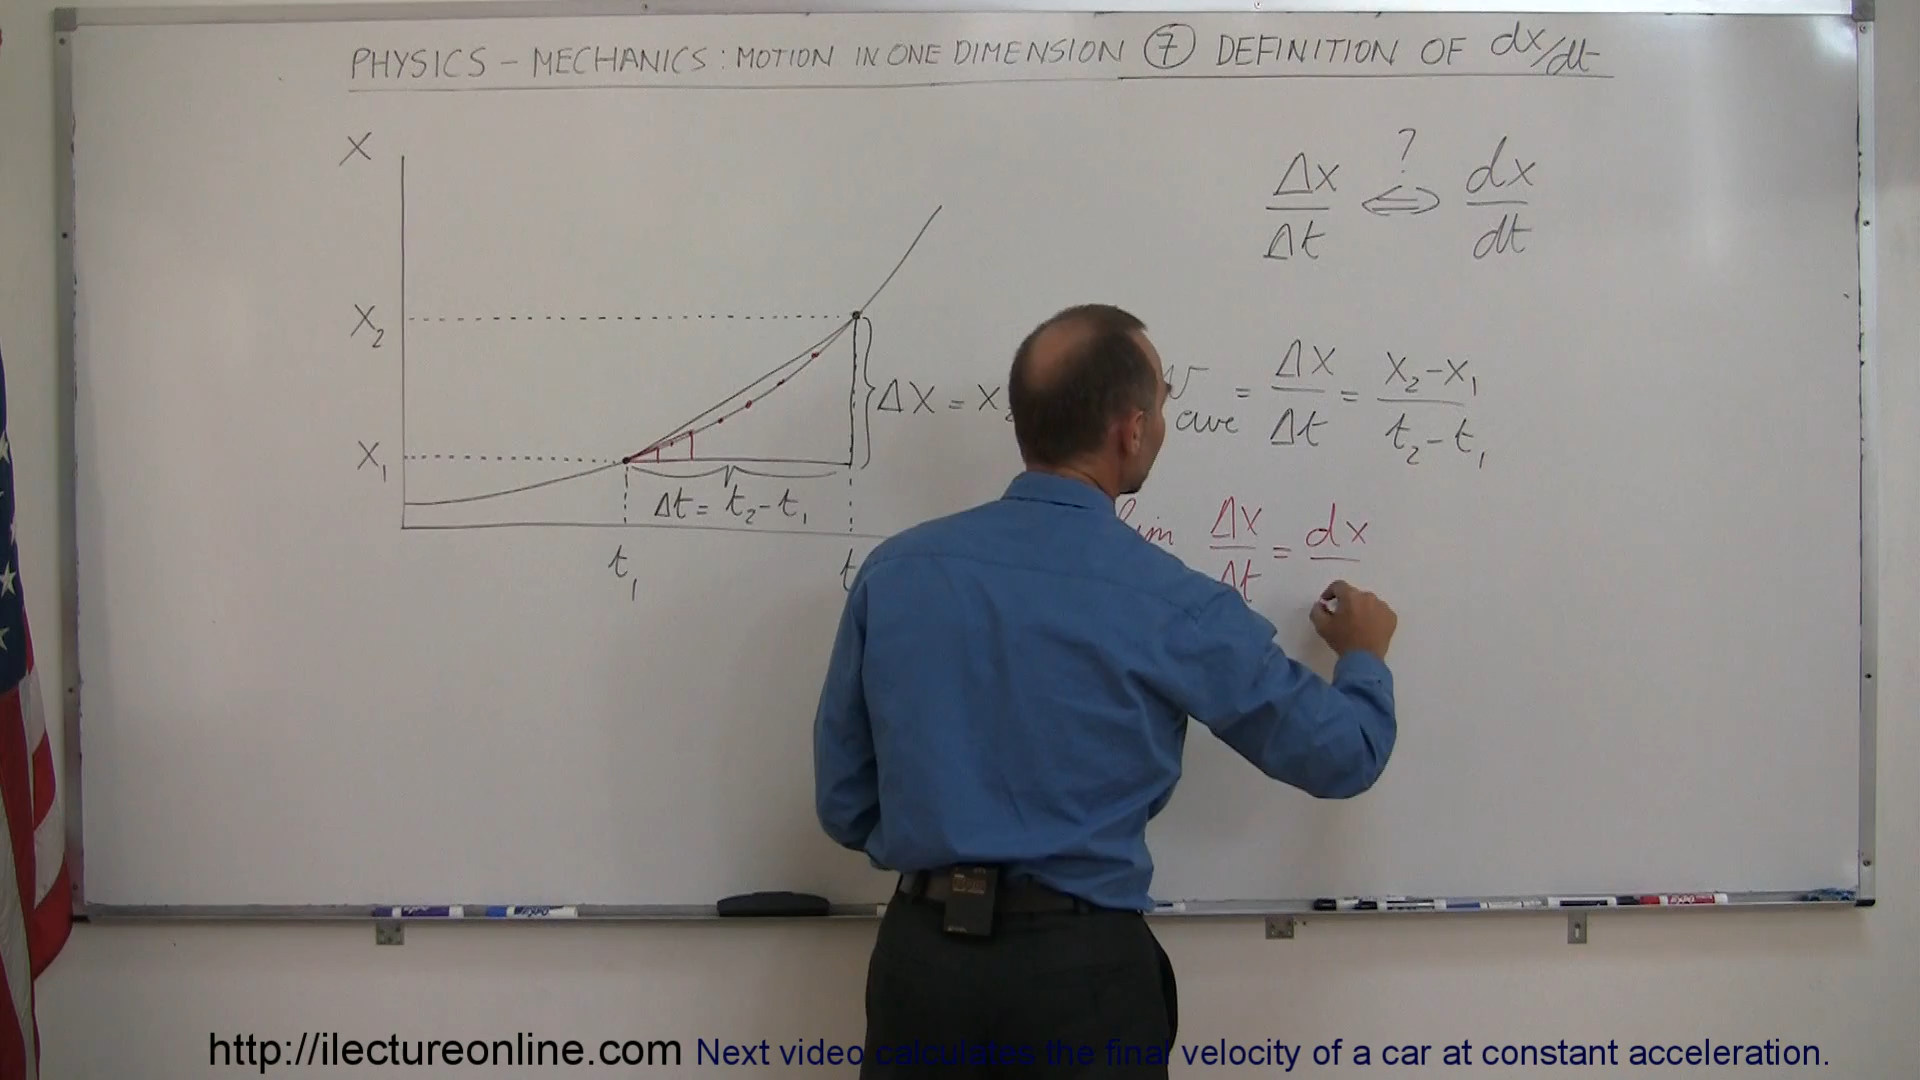 PHYSICS – MECHANICS: MOTION IN ONE DIMENSION ⑦ DEFINITION OF dx/dt
X
?
Δx/Δt ⇔ dx/dt
X₂
ΔX = X₂
v ave = Δx/Δt = x₂-x₁/t₂-t₁
X₁
Δt = t₂-t₁
lim Δx/Δt = dx
t₁
t
http://ilectureonline.com Next video calculates the final velocity of a car at constant acceleration.